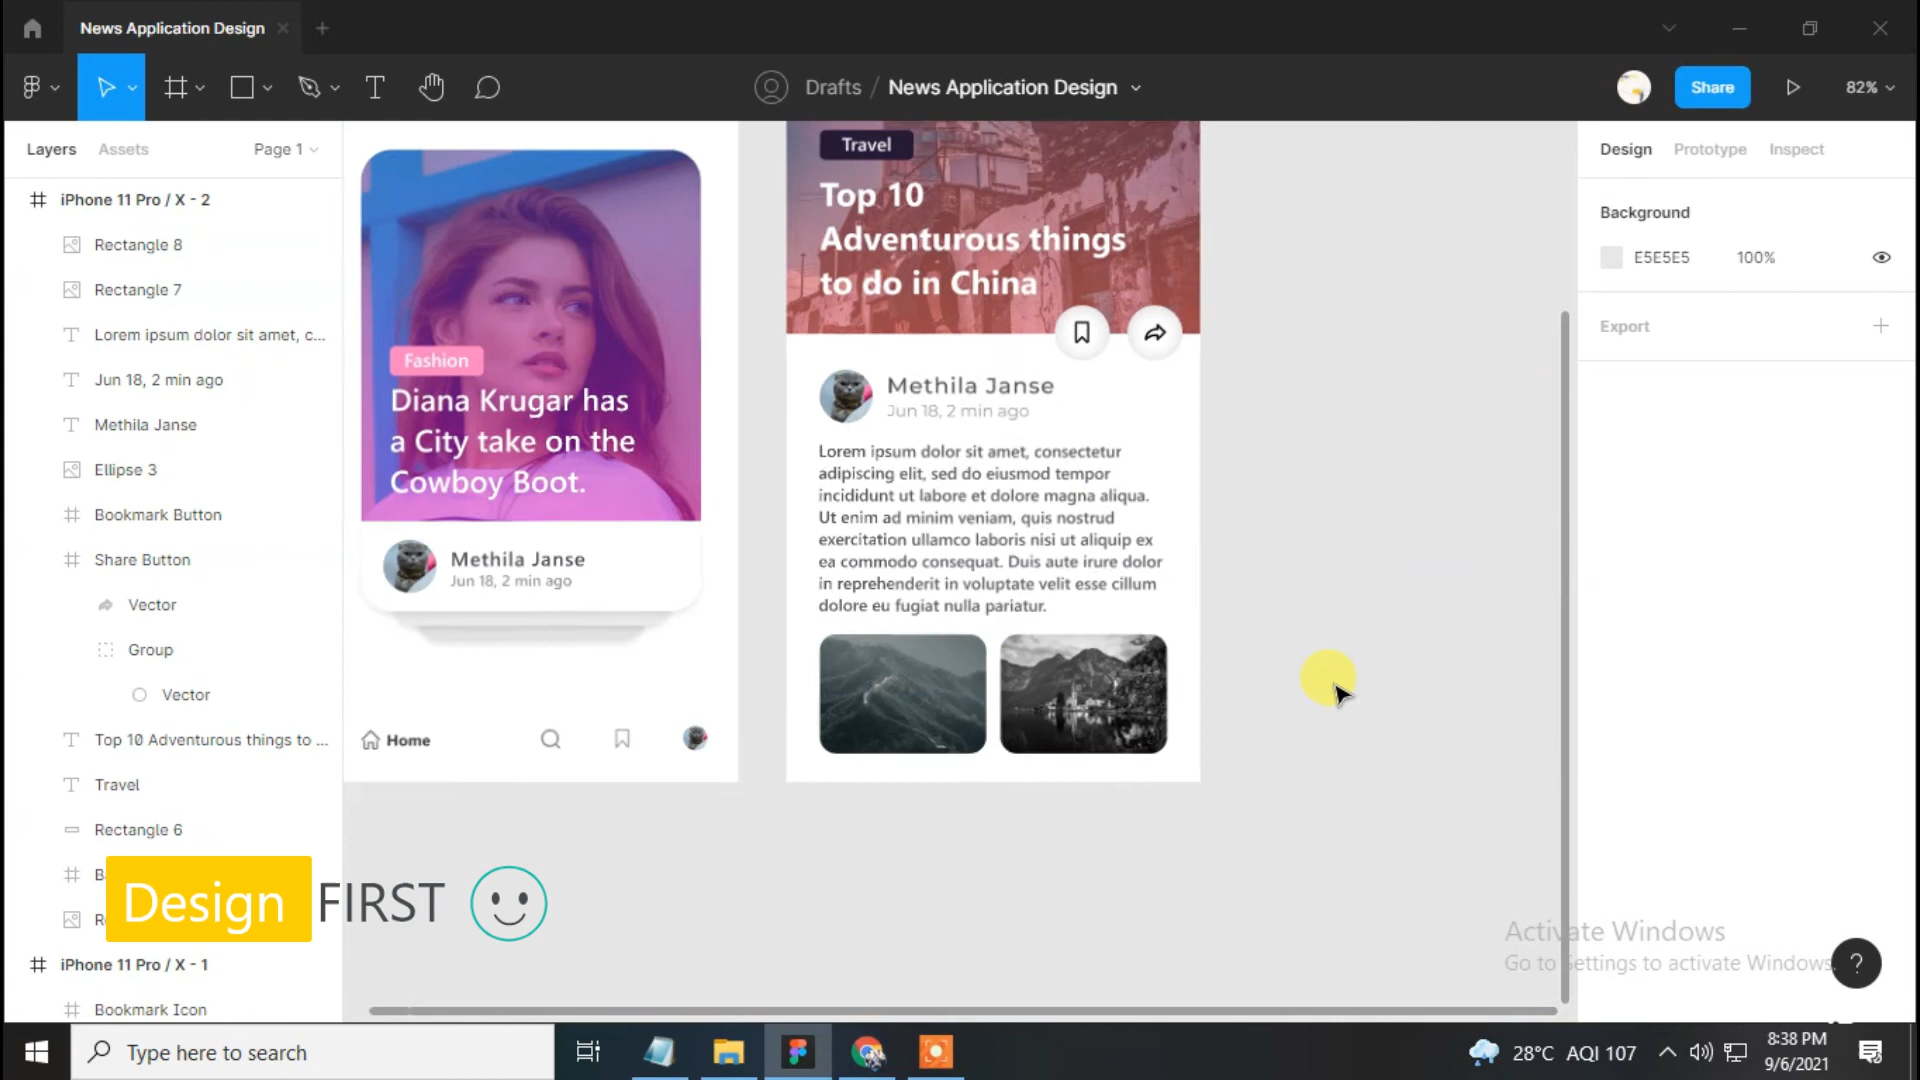 News Application Design
Drafts / News Application Design
Share
82%
Layers
Assets
Page 1
iPhone 11 Pro / X - 2
Rectangle 8
Rectangle 7
Lorem ipsum dolor sit amet, c...
Jun 18, 2 min ago
Methila Janse
Ellipse 3
Bookmark Button
Share Button
Vector
Group
Vector
Top 10 Adventurous things to ...
Travel
Rectangle 6
B
R
iPhone 11 Pro / X - 1
Bookmark Icon
Design FIRST
Fashion
Diana Krugar has
a City take on the
Cowboy Boot.
Methila Janse
Jun 18, 2 min ago
Home
Travel
Top 10
Adventurous things
to do in China
Methila Janse
Jun 18, 2 min ago
Lorem ipsum dolor sit amet, consectetur
adipiscing elit, sed do eiusmod tempor
incididunt ut labore et dolore magna aliqua.
Ut enim ad minim veniam, quis nostrud
exercitation ullamco laboris nisi ut aliquip ex
ea commodo consequat. Duis aute irure dolor
in reprehenderit in voluptate velit esse cillum
dolore eu fugiat nulla pariatur.
Design
Prototype
Inspect
Background
E5E5E5
100%
Export
Activate Windows
Go to Settings to activate Windows.
?
Type here to search
28°C AQI 107
8:38 PM
9/6/2021